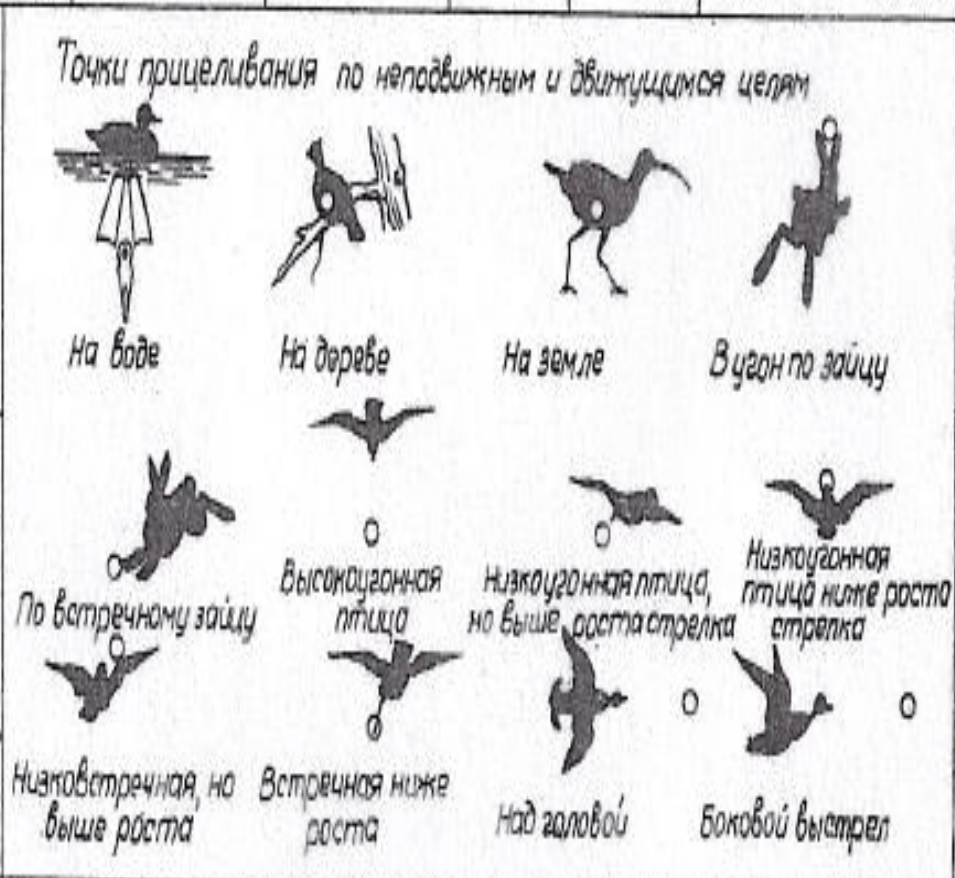 Точки прицеливания по неподвижным и движущимся целям
На воде
На дереве
На земле
В угон по зайцу
По встречному зайцу
Высокоугонная
птица
Низкоугонная птица,
но выше роста стрелка
Низкоугонная
птица ниже роста
стрелка
Низковстречная, но
выше роста
Встречная ниже
роста
Над головой
Боковой выстрел